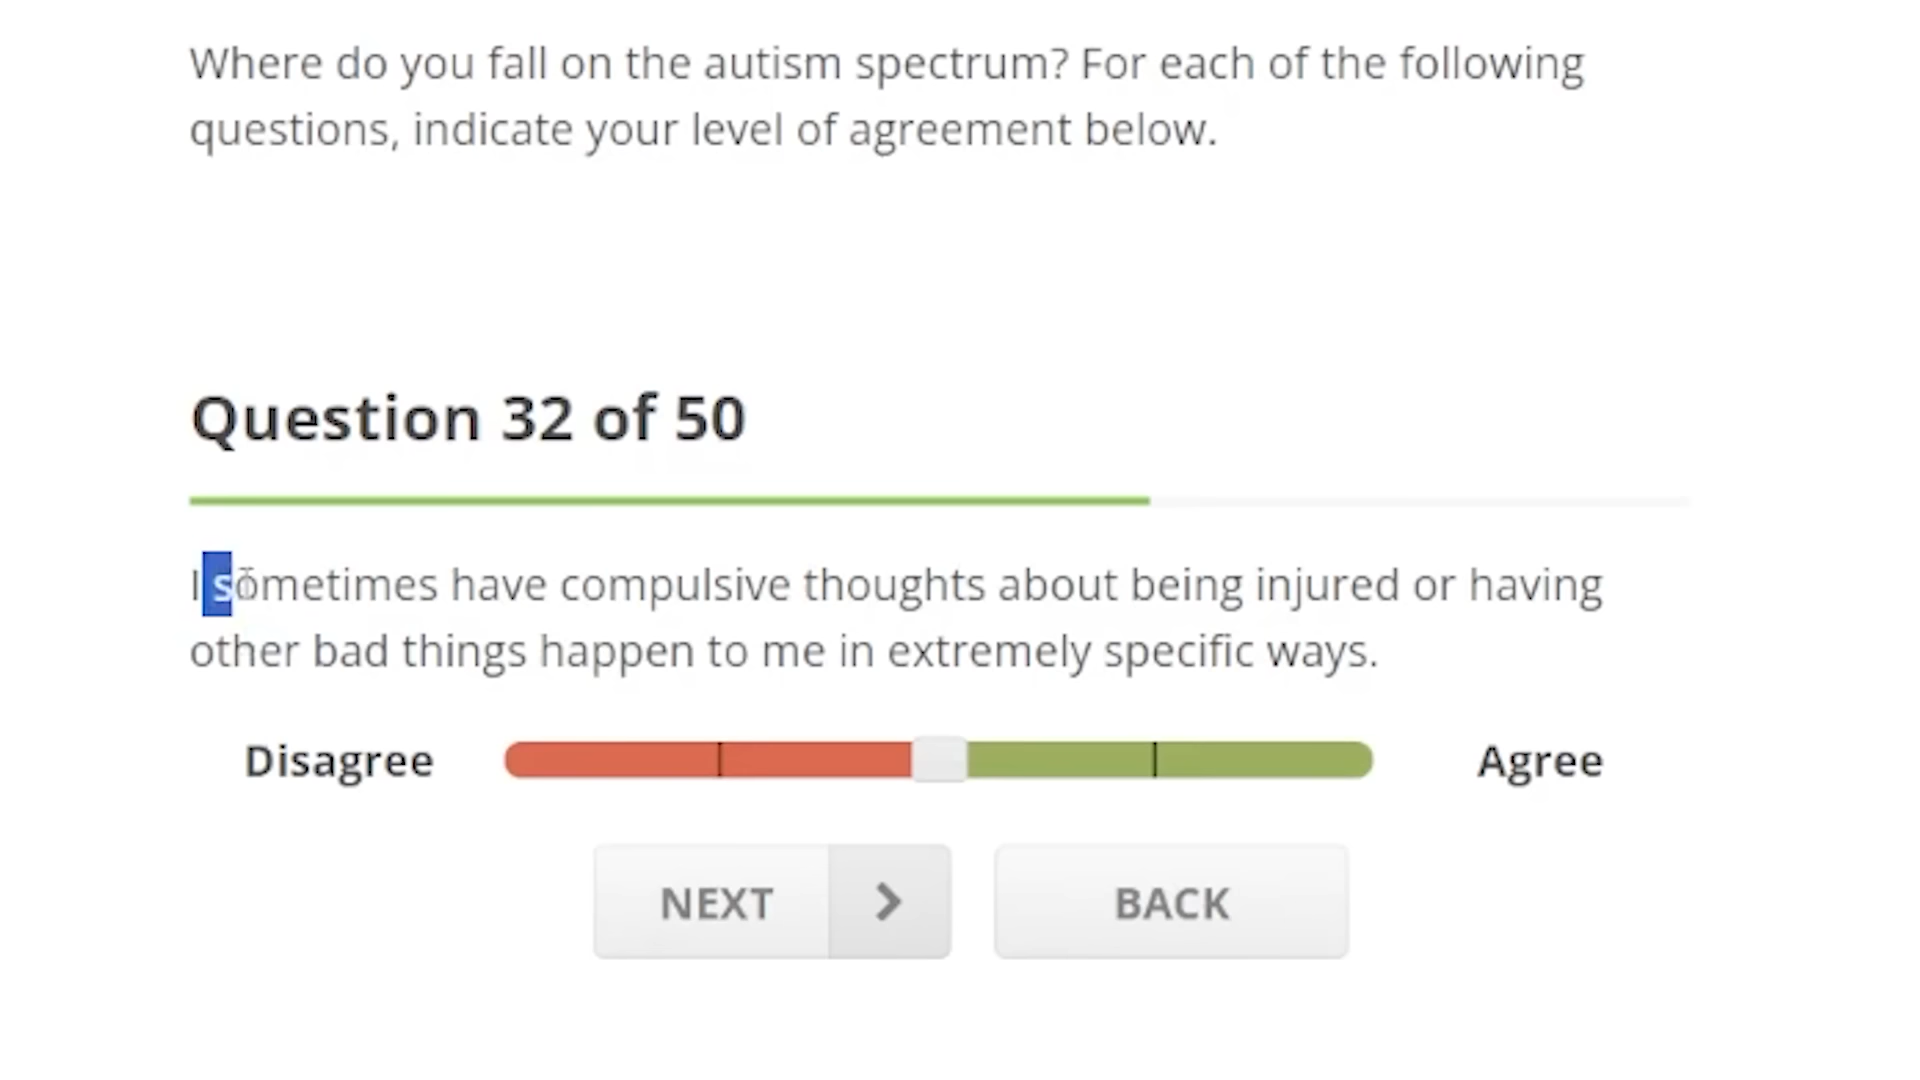 Where do you fall on the autism spectrum? For each of the following
questions, indicate your level of agreement below.
Question 32 of 50
I sometimes have compulsive thoughts about being injured or having
other bad things happen to me in extremely specific ways.
Disagree
Agree
NEXT
BACK